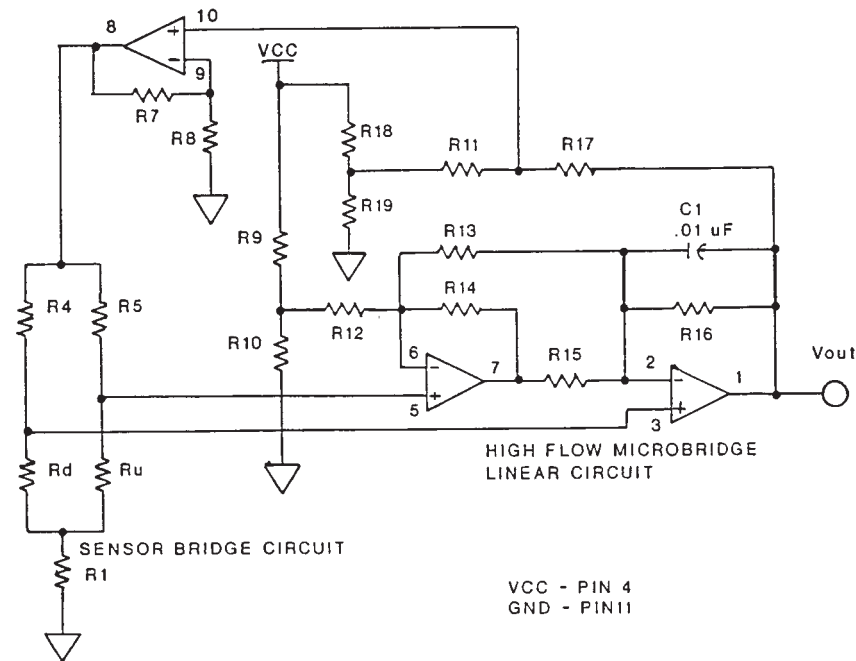 8
10
+
-
9
R7
R8
VCC
R18
R11
R17
R19
C1
.01 uF
R13
R9
R14
R4
R5
R12
R16
R10
6
-
7
R15
2
-
1
Vout
5
+
+
3
Rd
Ru
HIGH FLOW MICROBRIDGE
LINEAR CIRCUIT
SENSOR BRIDGE CIRCUIT
R1
VCC - PIN 4
GND - PIN11